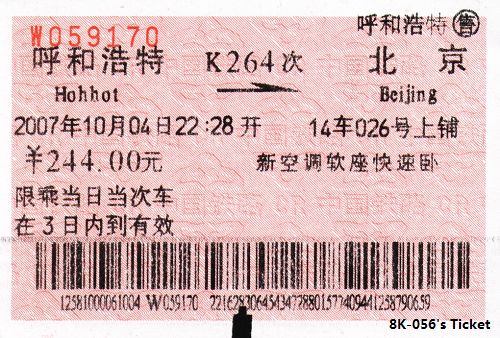 呼和浩特 售
W059170
呼和浩特 K264次 北京
Hohhot Beijing
2007年10月04日22:28开 14车026号上铺
¥244.00元 新空调软座快速卧
限乘当日当次车
在3日内到有效
12581000061004 W059170 2216283064543472880157740944125879065​9
8K-056's Ticket